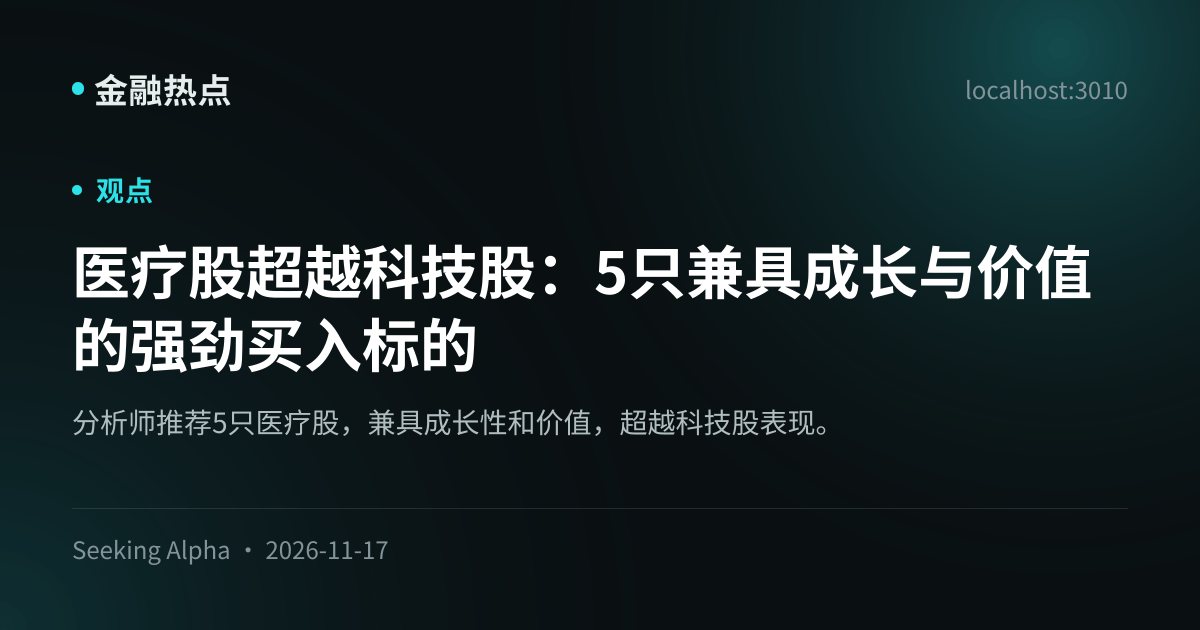 金融热点
localhost:3010
观点
医疗股超越科技股：5只兼具成长与价值
的强劲买入标的
分析师推荐5只医疗股，兼具成长性和价值，超越科技股表现。
Seeking Alpha · 2026-11-17